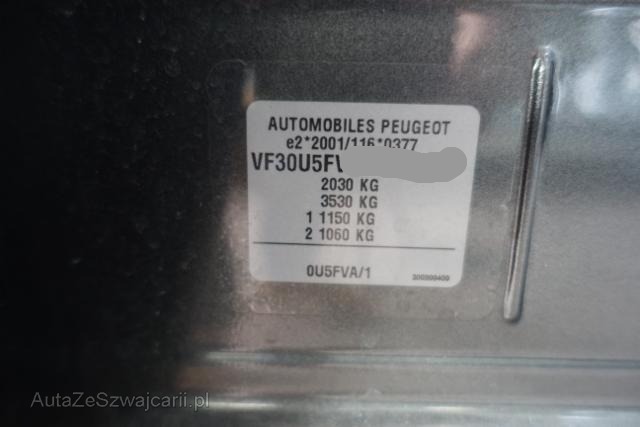 AUTOMOBILES PEUGEOT
e2*2001/116*0377
VF30U5FV
2030 KG
3530 KG
1 1150 KG
2 1060 KG
0U5FVA/1
AutaZeSzwajcarii.pl